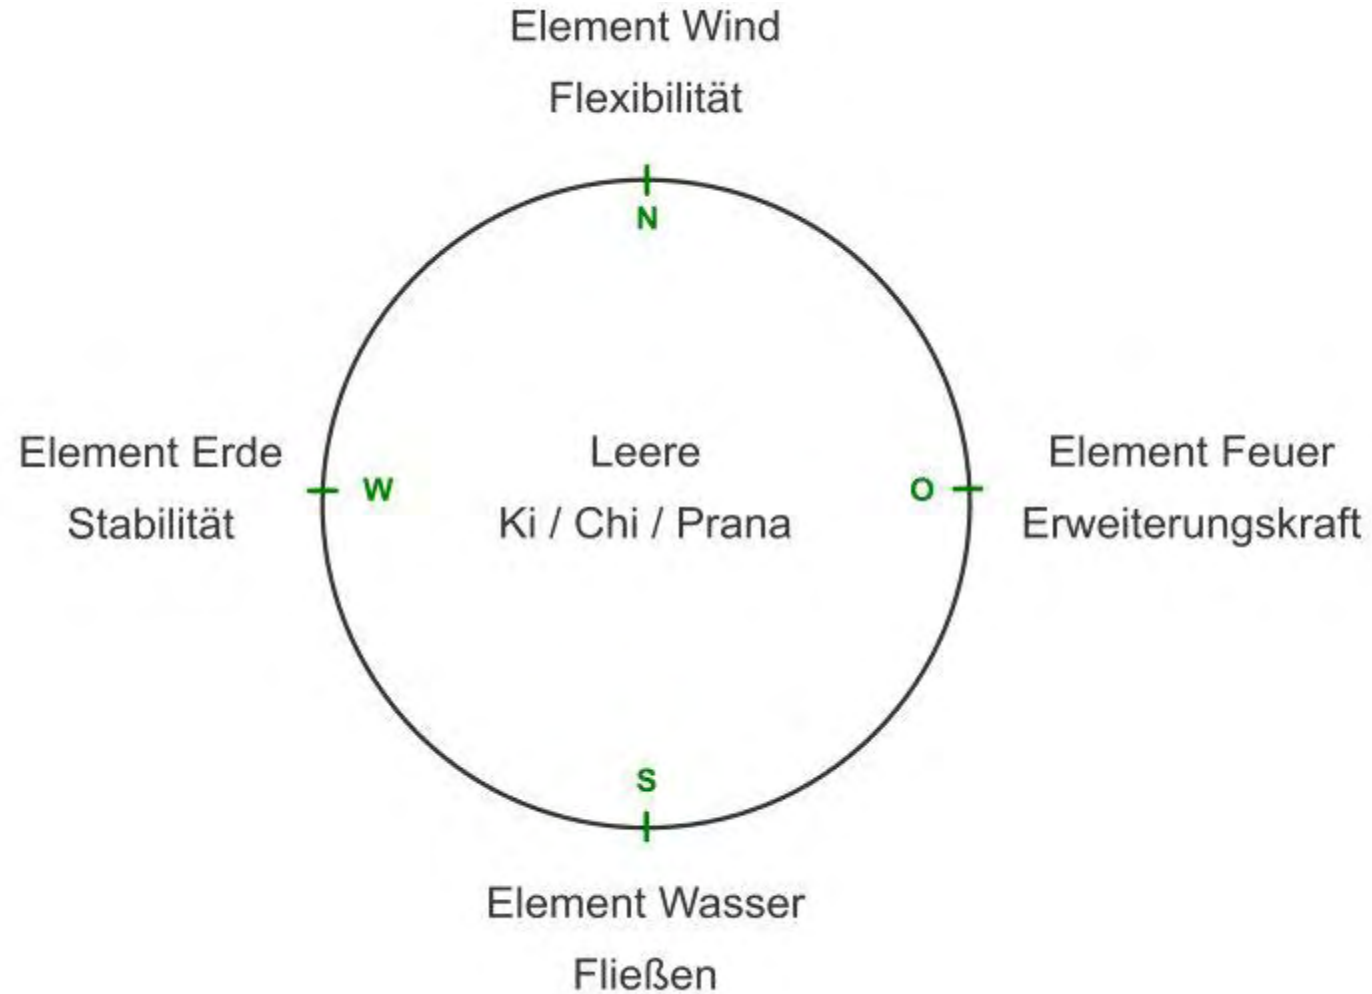 Element Wind
Flexibilität
N
Element Erde
Stabilität
W
Leere
Ki / Chi / Prana
O
Element Feuer
Erweiterungskraft
S
Element Wasser
Fließen